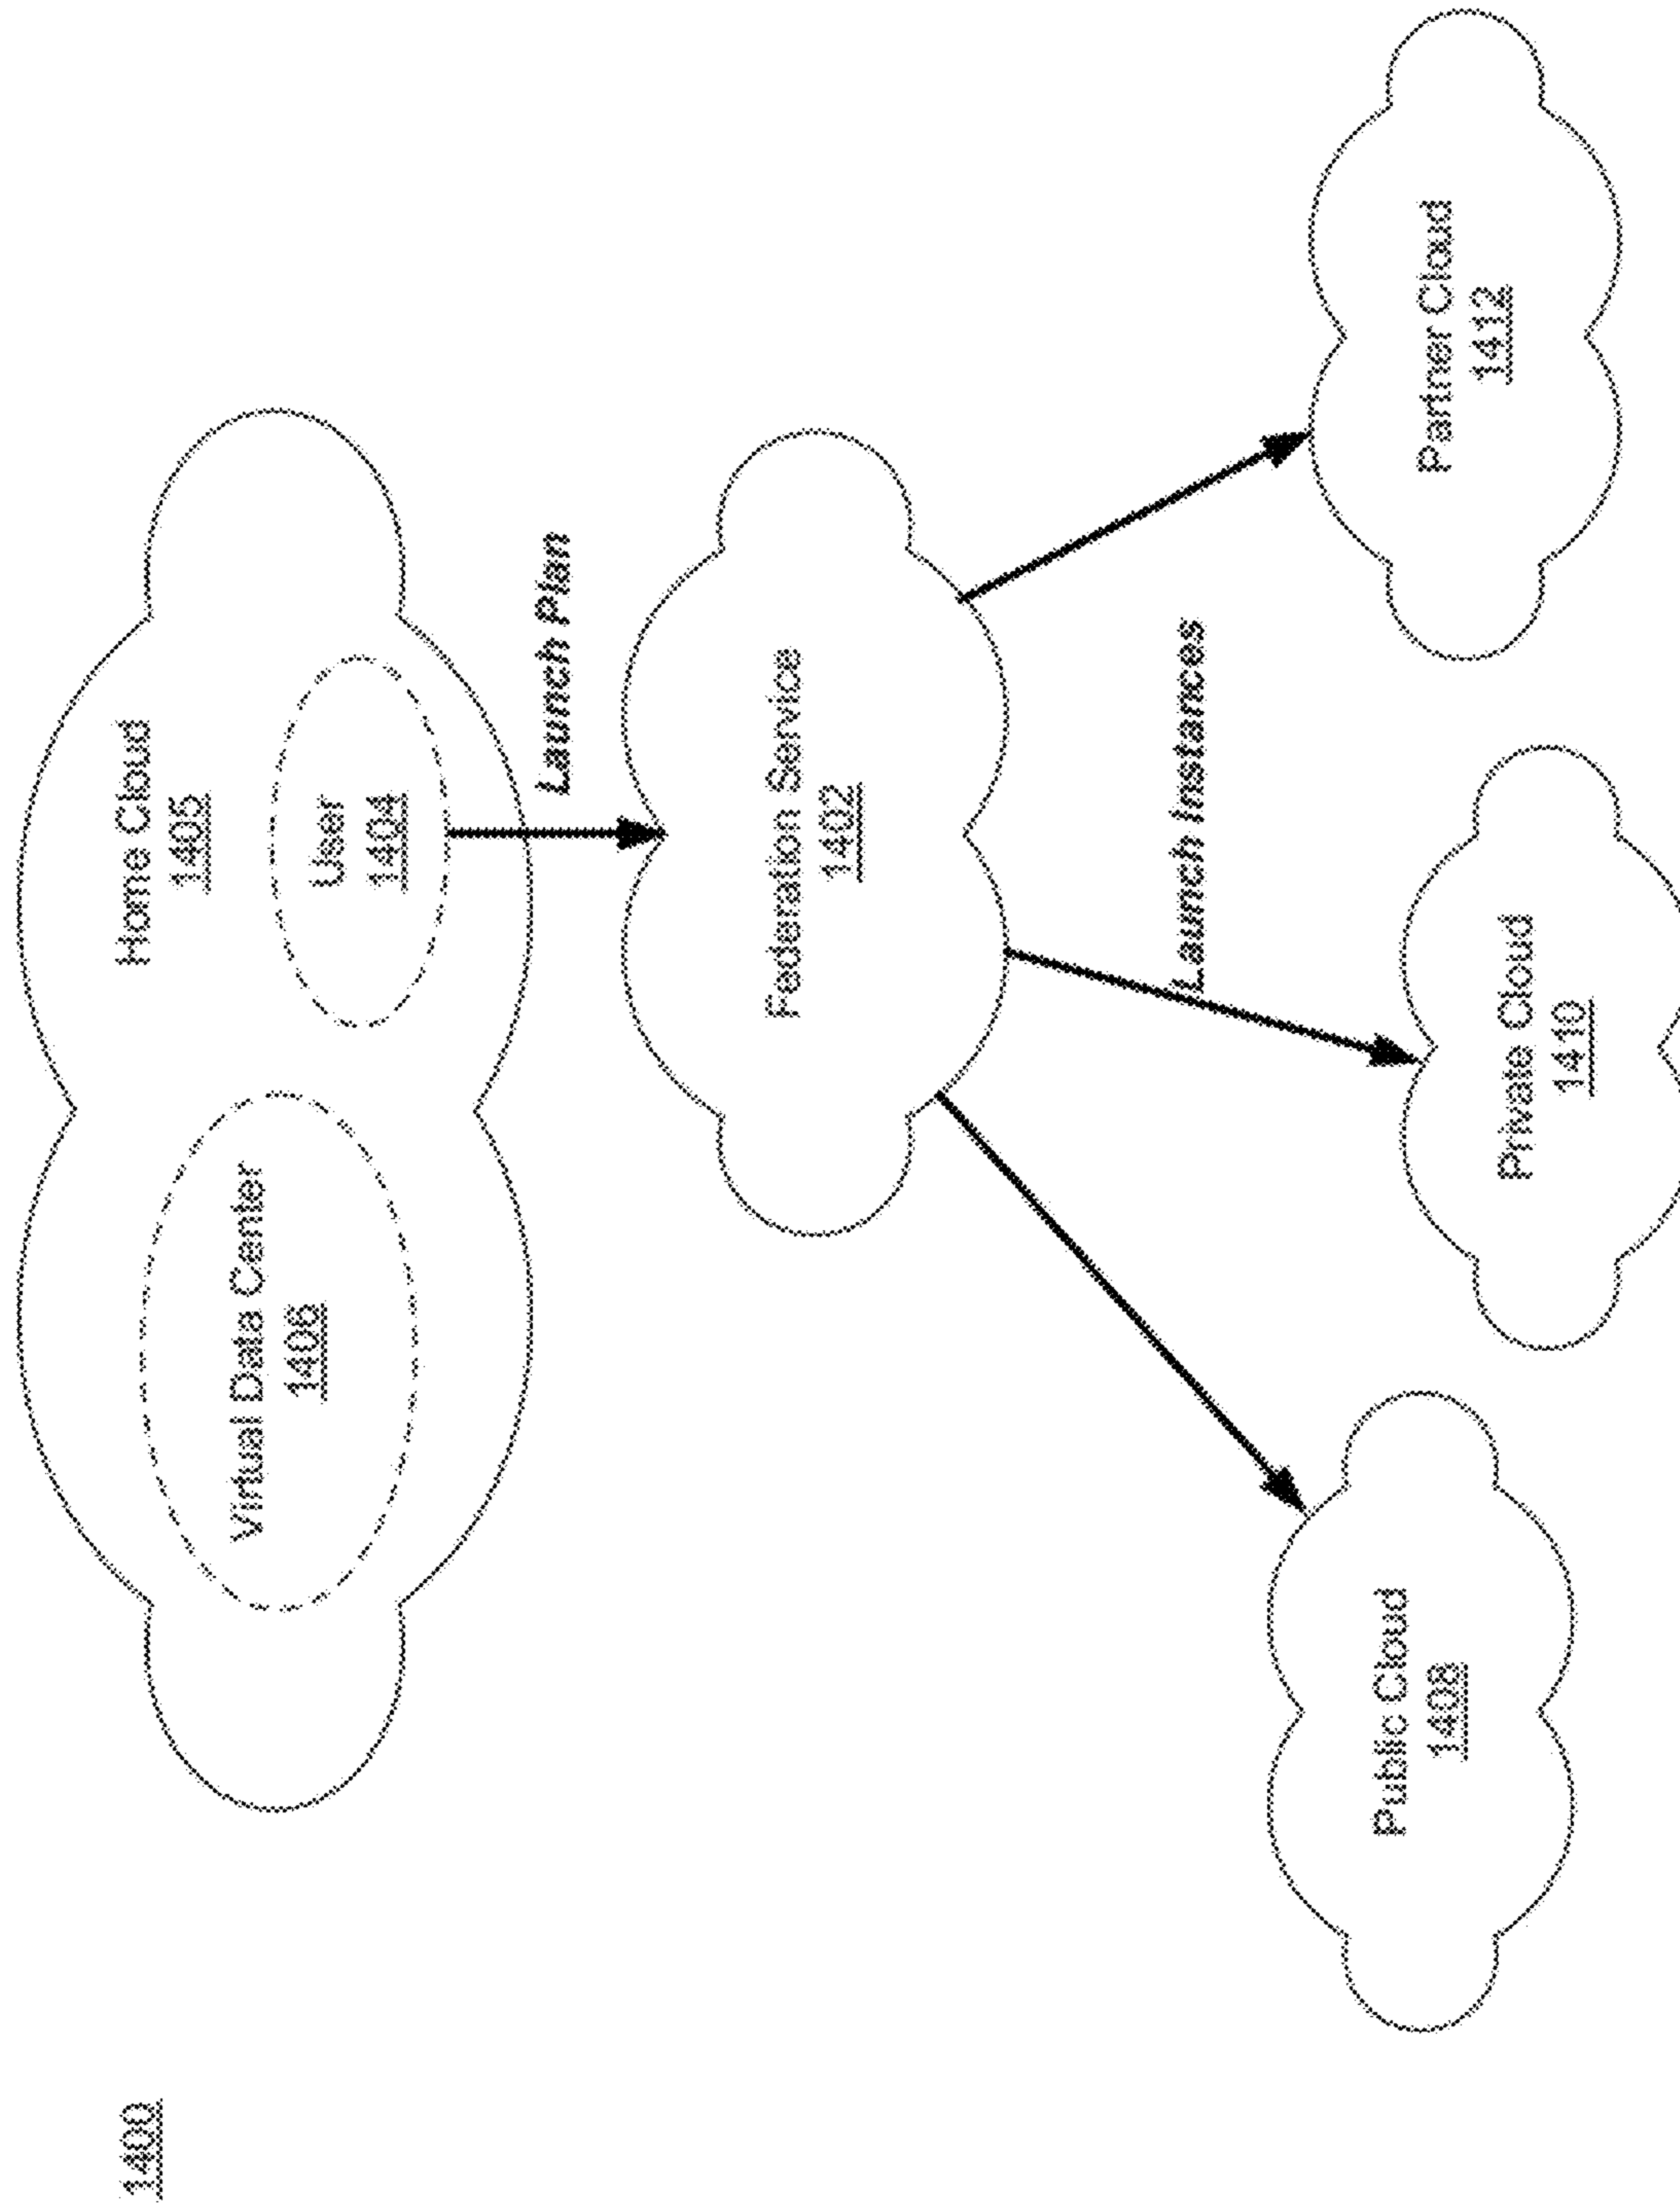 1400
Home Cloud
1405
Virtual Data Center
1406
User
1404
Launch Plan
Federation Service
1402
Launch Instances
Public Cloud
1408
Private Cloud
1410
Partner Cloud
1412